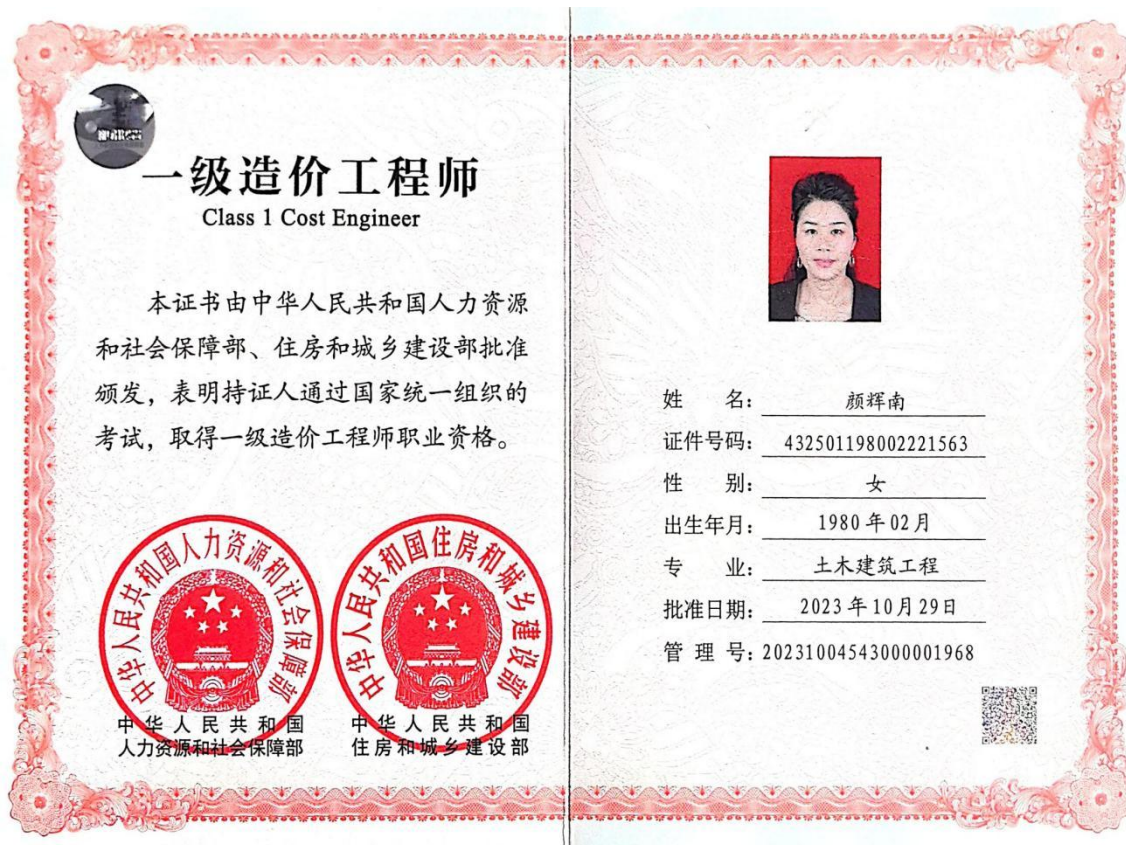 一级造价工程师
Class 1 Cost Engineer
本证书由中华人民共和国人力资源
和社会保障部、住房和城乡建设部批准
颁发，表明持证人通过国家统一组织的
考试，取得一级造价工程师职业资格。
中华人民共和国人力资源和社会保障部
中华人民共和国住房和城乡建设部
中华人民共和国
人力资源和社会保障部
中华人民共和国
住房和城乡建设部
姓名：颜辉南
证件号码：432501198002221563
性别：女
出生年月：1980年02月
专业：土木建筑工程
批准日期：2023年10月29日
管理号：20231004543000001968